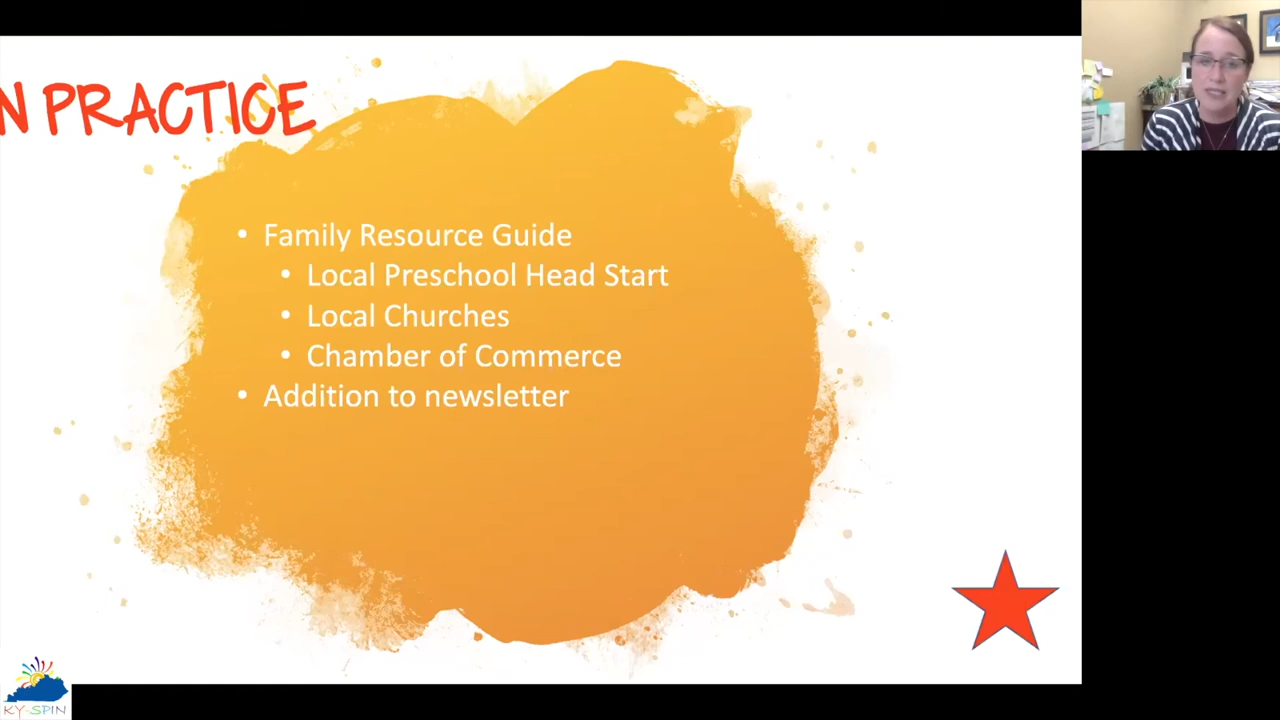 N PRACTICE
• Family Resource Guide
• Local Preschool Head Start
• Local Churches
• Chamber of Commerce
• Addition to newsletter
KY-SPIN